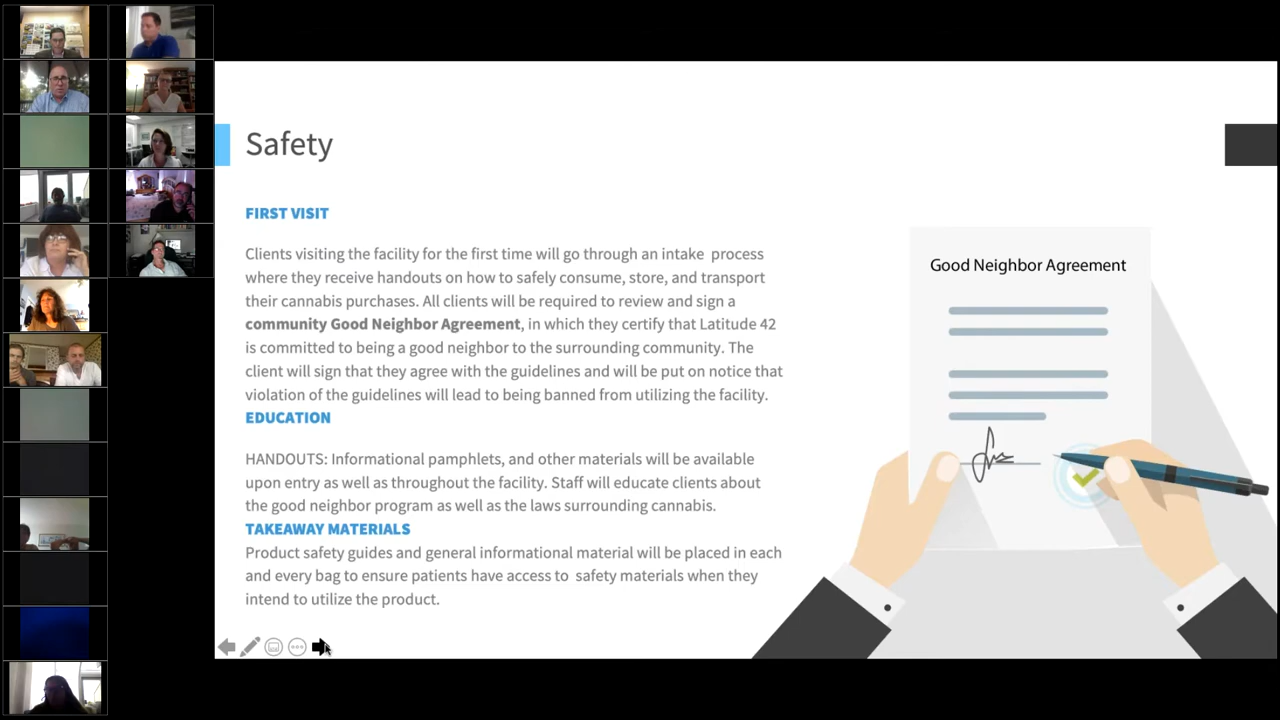 Safety
FIRST VISIT
Clients visiting the facility for the first time will go through an intake process
where they receive handouts on how to safely consume, store, and transport
their cannabis purchases. All clients will be required to review and sign a
community Good Neighbor Agreement, in which they certify that Latitude 42
is committed to being a good neighbor to the surrounding community. The
client will sign that they agree with the guidelines and will be put on notice that
violation of the guidelines will lead to being banned from utilizing the facility.
EDUCATION
HANDOUTS: Informational pamphlets, and other materials will be available
upon entry as well as throughout the facility. Staff will educate clients about
the good neighbor program as well as the laws surrounding cannabis.
TAKEAWAY MATERIALS
Product safety guides and general informational material will be placed in each
and every bag to ensure patients have access to safety materials when they
intend to utilize the product.
Good Neighbor Agreement